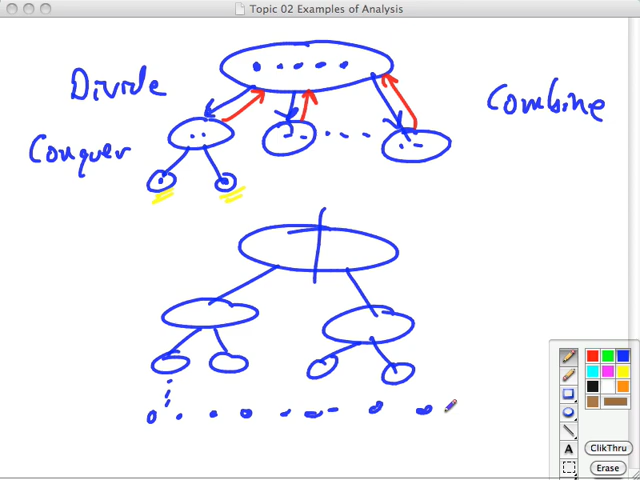 Topic 02 Examples of Analysis
Divide
Combine
Conquer
A
ClikThru
Erase